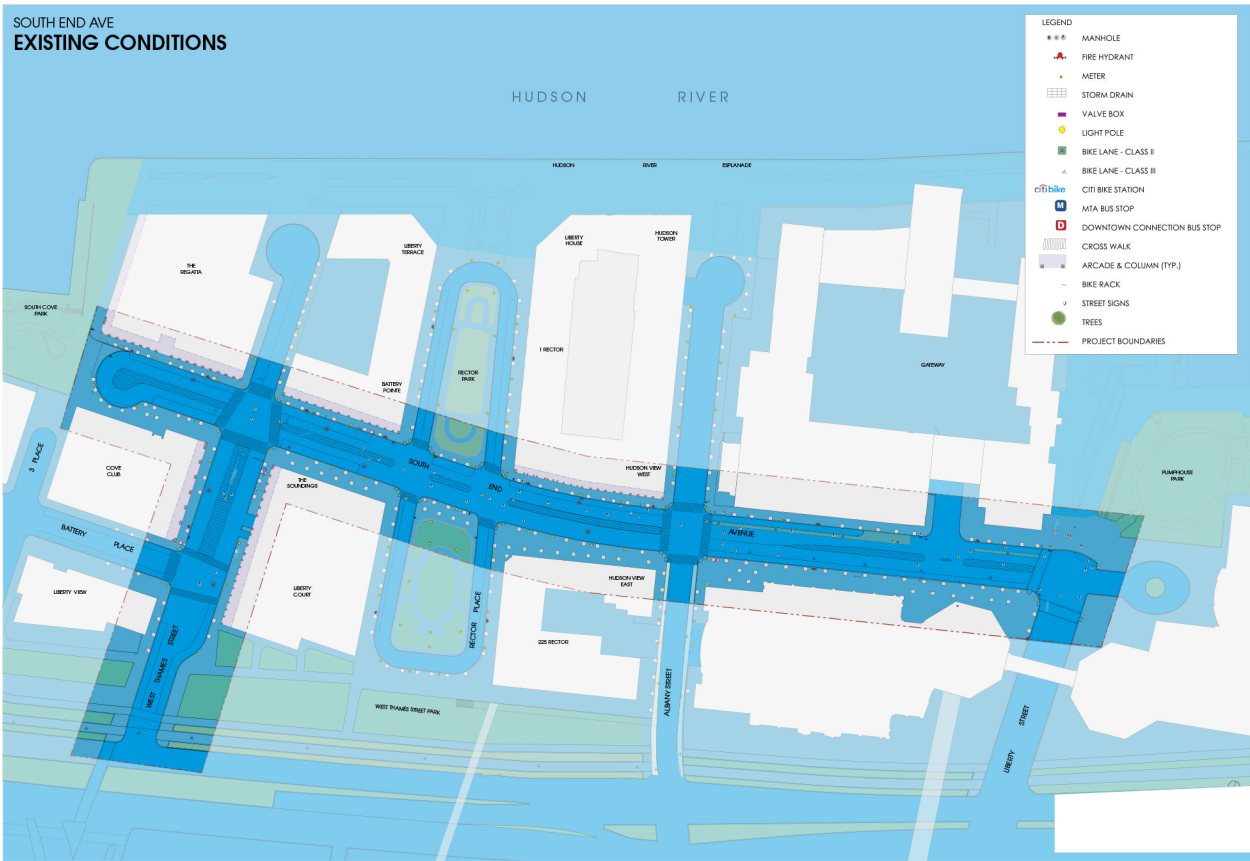 SOUTH END AVE
EXISTING CONDITIONS
HUDSON RIVER
LEGEND
MANHOLE
FIRE HYDRANT
METER
STORM DRAIN
VALVE BOX
LIGHT POLE
BIKE LANE - CLASS II
BIKE LANE - CLASS III
citibike CITI BIKE STATION
M MTA BUS STOP
D DOWNTOWN CONNECTION BUS STOP
CROSS WALK
ARCADE & COLUMN (TYP.)
BIKE RACK
STREET SIGNS
TREES
PROJECT BOUNDARIES
HUDSON RIVER ESPLANADE
THE
REGATTA
LIBERTY
TERRACE
LIBERTY
HOUSE
HUDSON
TOWER
SOUTH COVE
PARK
1 RECTOR
GATEWAY
RECTOR
PARK
BATTERY
POINTE
3 PLACE
COVE
CLUB
THE
SOUNDINGS
SOUTH END AVENUE
HUDSON VIEW
WEST
PUMPHOUSE
PARK
BATTERY PLACE
LIBERTY VIEW
LIBERTY
COURT
HUDSON VIEW
EAST
RECTOR PLACE
225 RECTOR
WEST THAMES STREET
WEST THAMES STREET PARK
ALBANY STREET
LIBERTY STREET